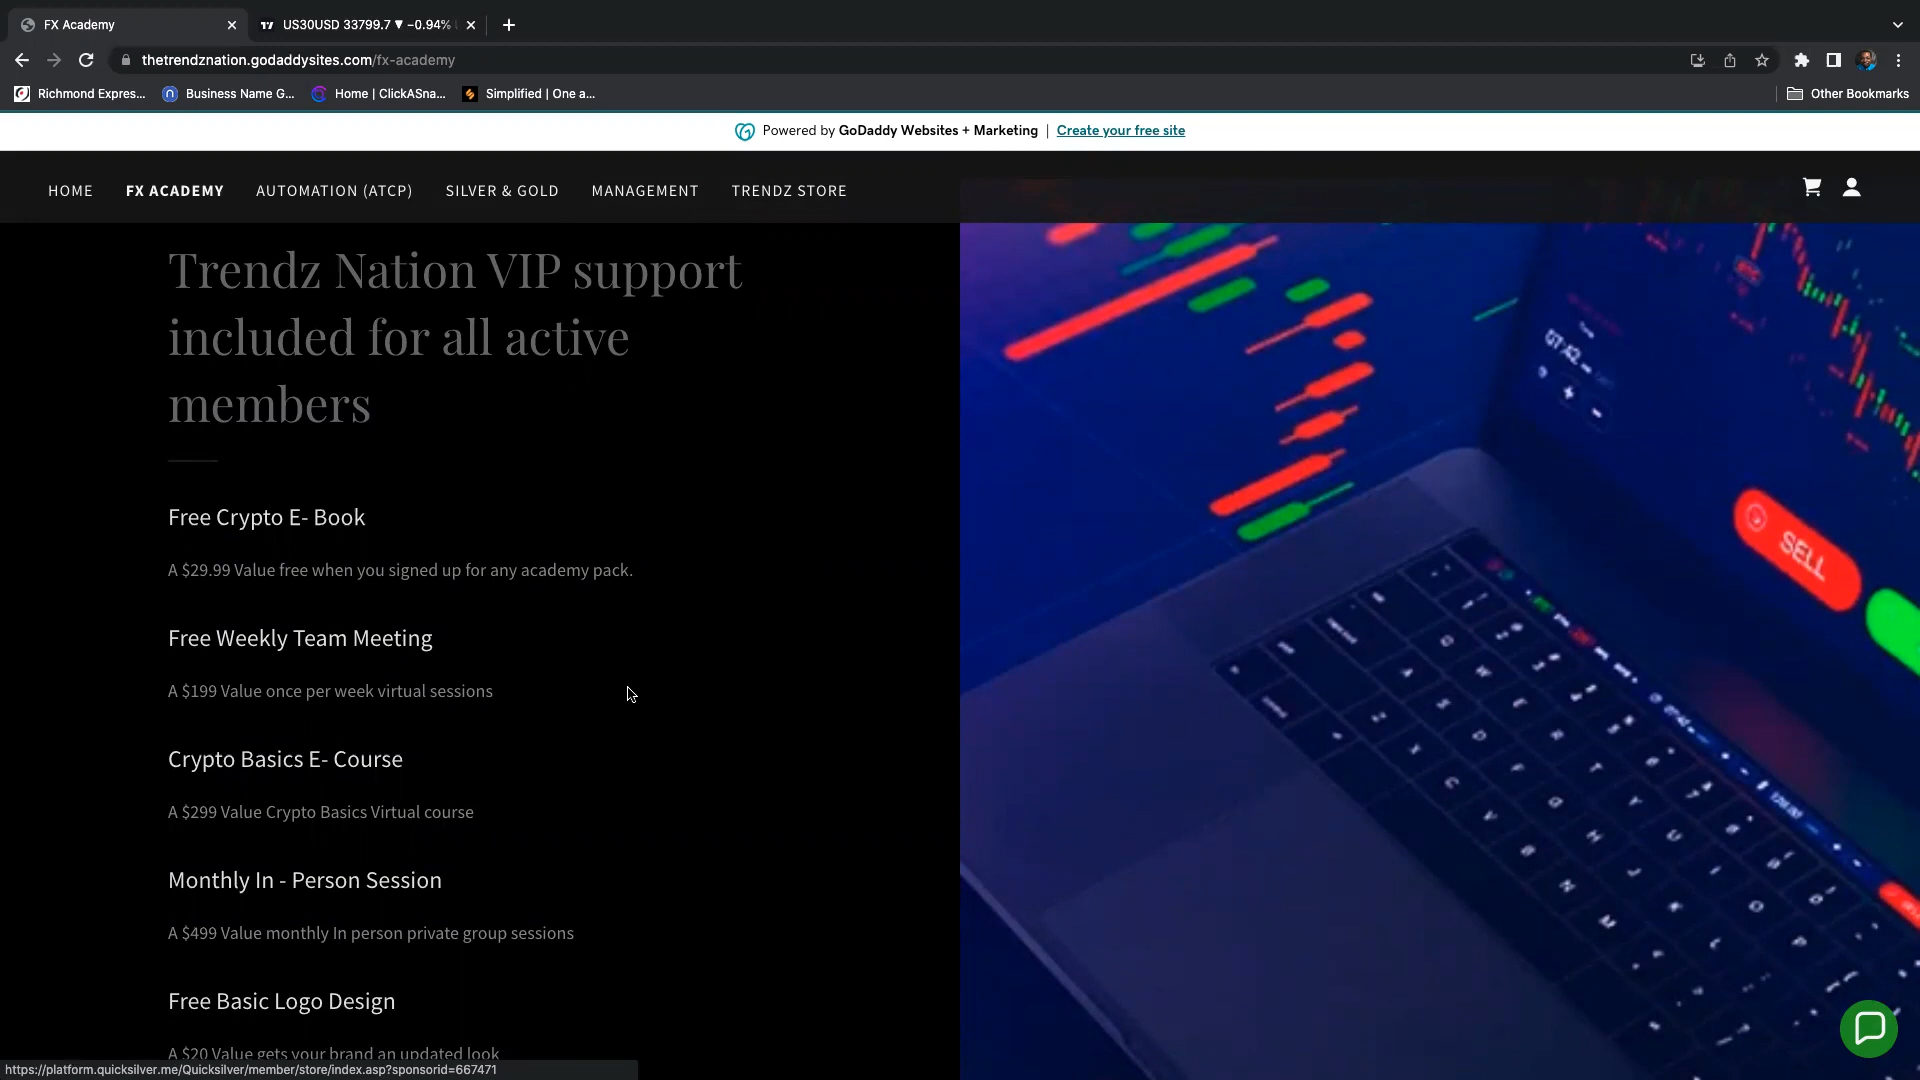 FX Academy
US30USD 33799.7 ▼ −0.94%
thetrendznation.godaddysites.com/fx-academy
Richmond Expres...
Business Name G...
Home | ClickASna...
Simplified | One a...
Other Bookmarks
Powered by GoDaddy Websites + Marketing | Create your free site
HOME
FX ACADEMY
AUTOMATION (ATCP)
SILVER & GOLD
MANAGEMENT
TRENDZ STORE
Trendz Nation VIP support
included for all active
members
Free Crypto E- Book
A $29.99 Value free when you signed up for any academy pack.
Free Weekly Team Meeting
A $199 Value once per week virtual sessions
Crypto Basics E- Course
A $299 Value Crypto Basics Virtual course
Monthly In - Person Session
A $499 Value monthly In person private group sessions
Free Basic Logo Design
A $20 Value gets your brand an updated look
https://platform.quicksilver.me/Quicksilver/member/store/index.asp?sponsorid=667471
SELL